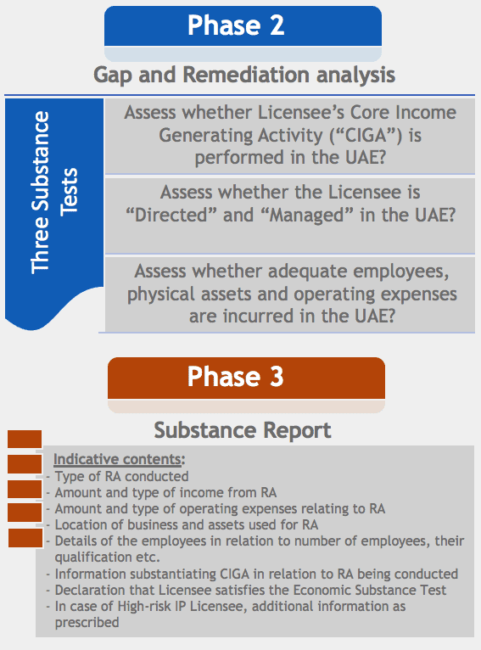 Phase 2
Gap and Remediation analysis
Three Substance
Tests
Assess whether Licensee's Core Income
Generating Activity ("CIGA") is
performed in the UAE?
Assess whether the Licensee is
"Directed" and "Managed" in the UAE?
Assess whether adequate employees,
physical assets and operating expenses
are incurred in the UAE?
Phase 3
Substance Report
Indicative contents:
- Type of RA conducted
- Amount and type of income from RA
- Amount and type of operating expenses relating to RA
- Location of business and assets used for RA
- Details of the employees in relation to number of employees, their
qualification etc.
- Information substantiating CIGA in relation to RA being conducted
- Declaration that Licensee satisfies the Economic Substance Test
- In case of High-risk IP Licensee, additional information as
prescribed